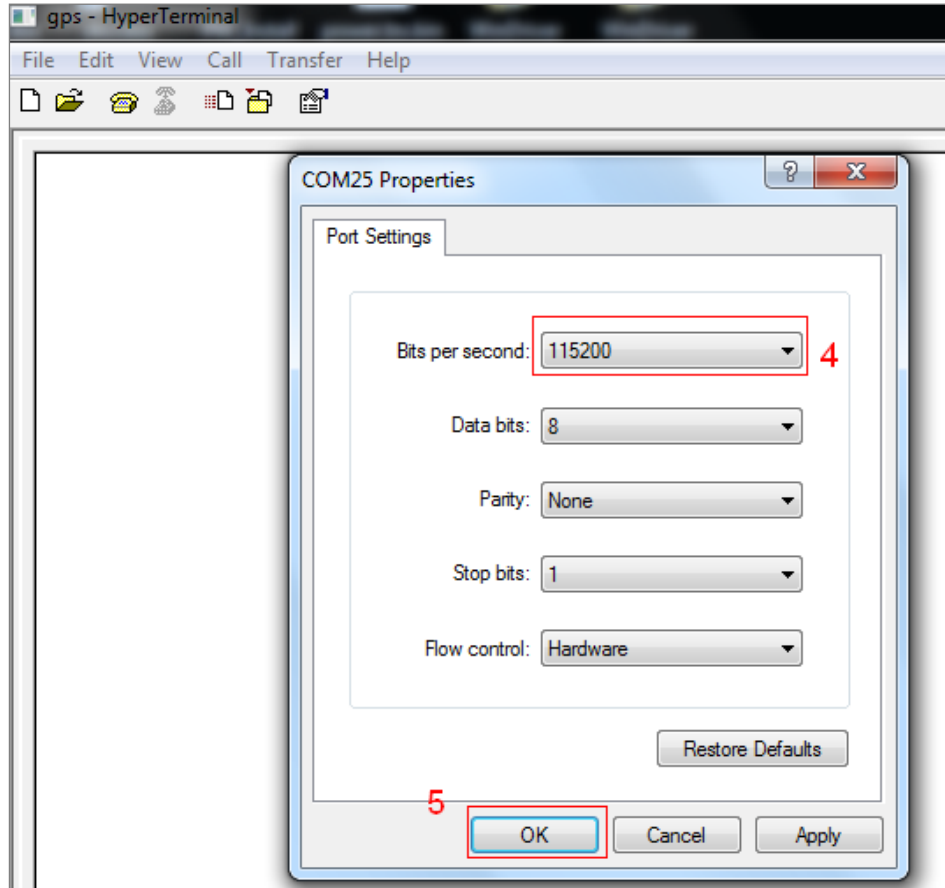 gps - HyperTerminal
File Edit View Call Transfer Help
COM25 Properties
Port Settings
Bits per second: 115200 4
Data bits: 8
Parity: None
Stop bits: 1
Flow control: Hardware
Restore Defaults
5
OK Cancel Apply